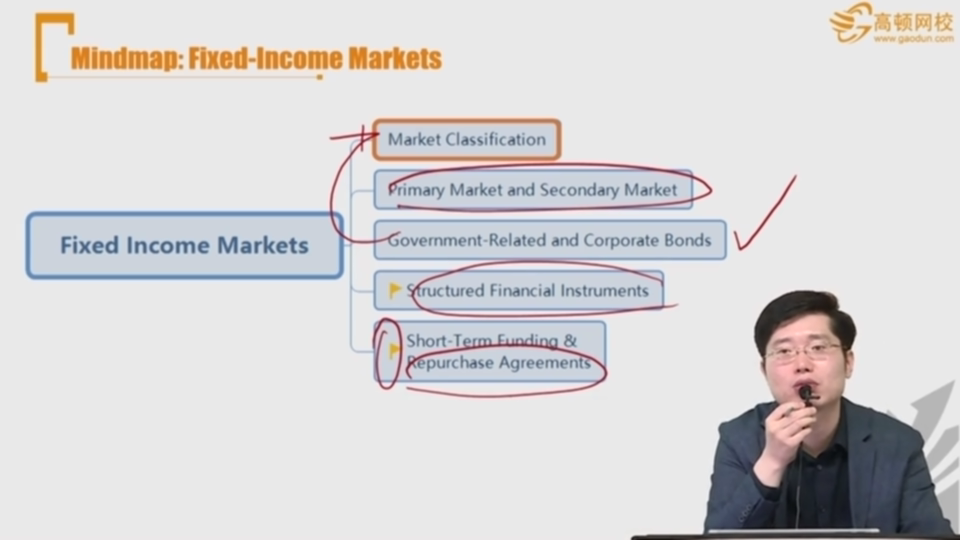 Mindmap: Fixed-Income Markets
高顿网校
www.gaodun.com
Market Classification
Primary Market and Secondary Market
Fixed Income Markets
Government-Related and Corporate Bonds
Structured Financial Instruments
Short-Term Funding &
Repurchase Agreements